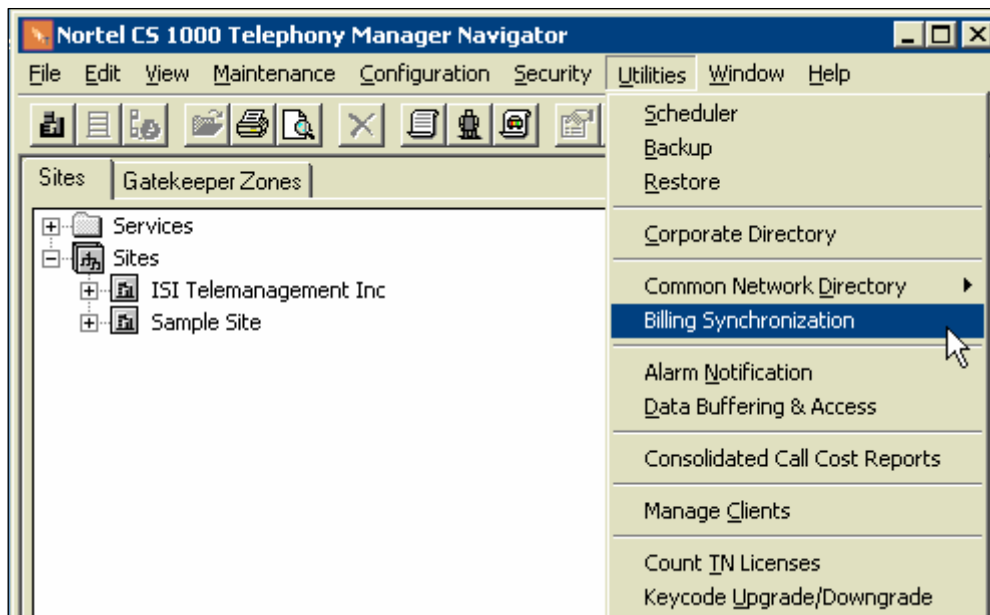 Nortel CS 1000 Telephony Manager Navigator
File Edit View Maintenance Configuration Security Utilities Window Help
Sites Gatekeeper Zones
Services
Sites
ISI Telemanagement Inc
Sample Site
Scheduler
Backup
Restore
Corporate Directory
Common Network Directory
Billing Synchronization
Alarm Notification
Data Buffering & Access
Consolidated Call Cost Reports
Manage Clients
Count TN Licenses
Keycode Upgrade/Downgrade